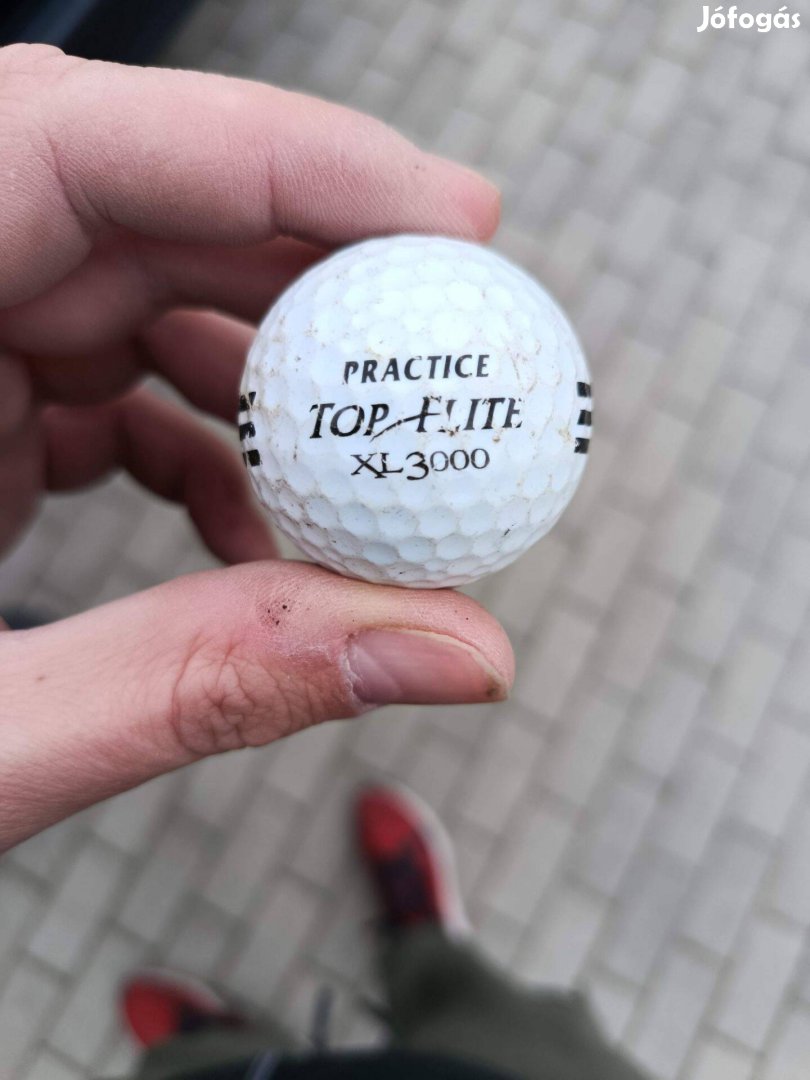 Jófogás
PRACTICE
TOP FLITE
XL3000